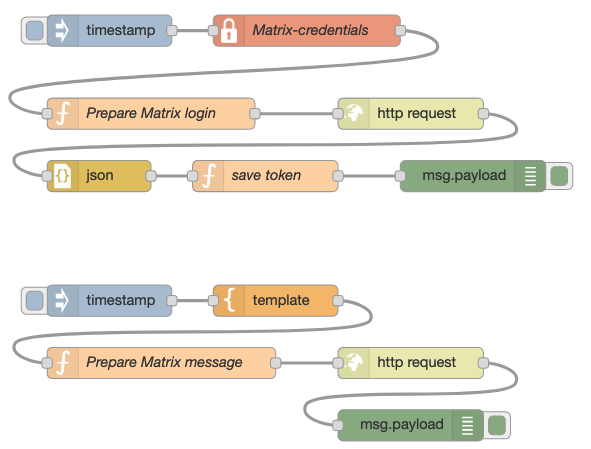 timestamp
Matrix-credentials
Prepare Matrix login
http request
json
save token
msg.payload
timestamp
template
Prepare Matrix message
http request
msg.payload